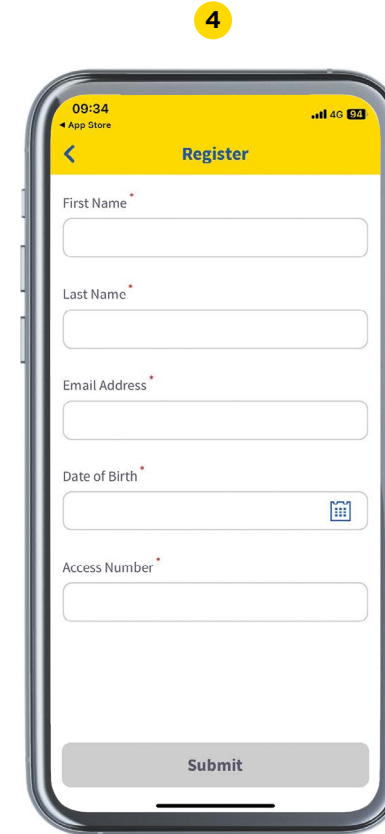 4
09:34
4G 94
◄ App Store
Register
First Name *
Last Name *
Email Address *
Date of Birth *
Access Number *
Submit